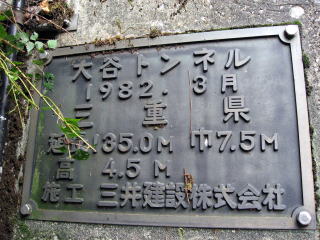 大谷トンネル
1982. 3月
三重県
延長135.0M 巾7.5M
高 4.5M
施工 三井建設株式会社